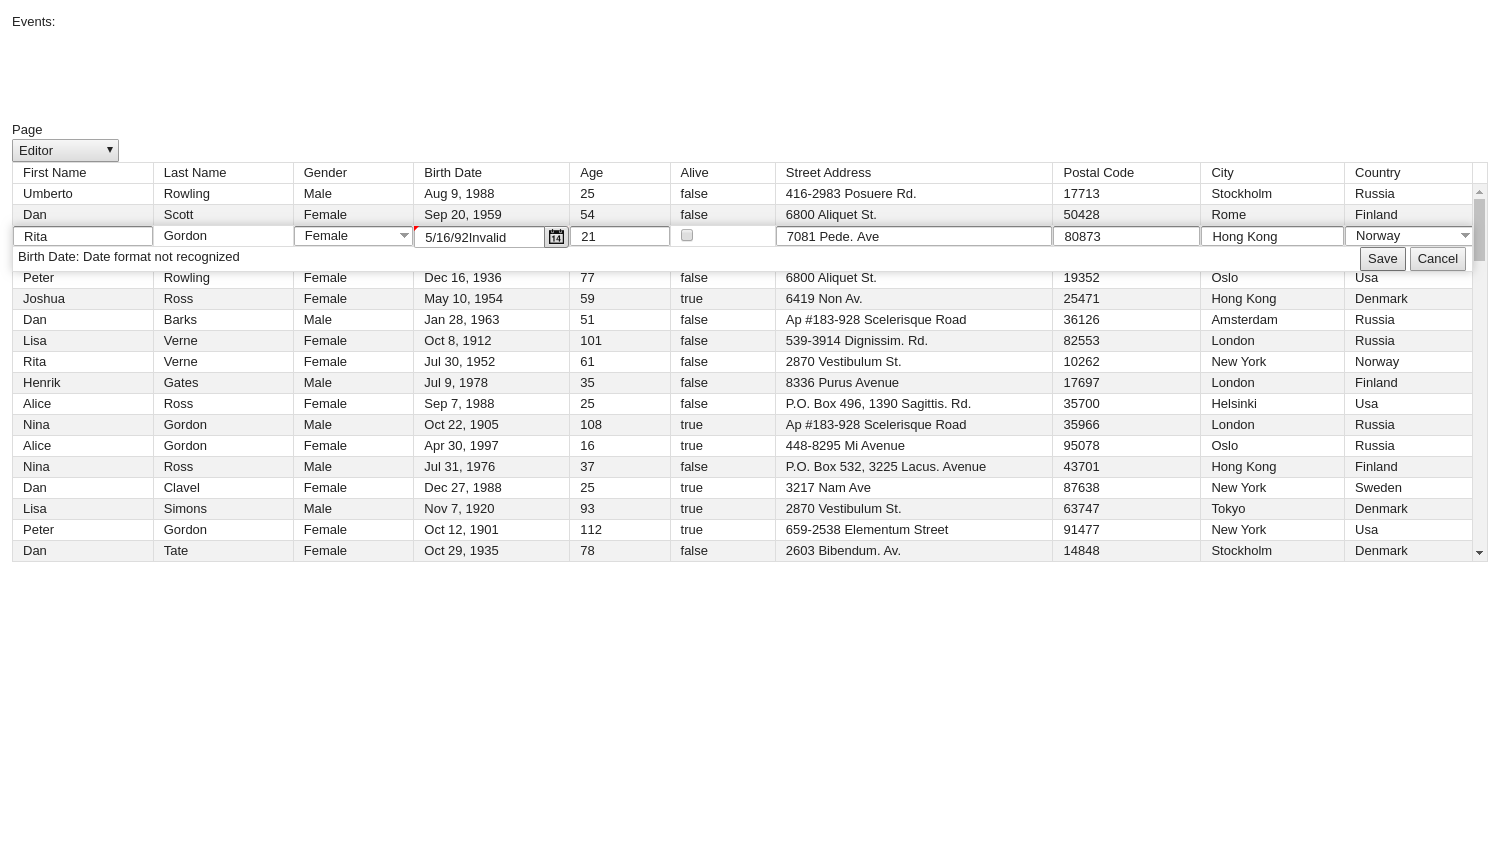 Events:
Page
Editor
First Name Last Name Gender Birth Date Age Alive Street Address Postal Code City Country
Umberto Rowling Male Aug 9, 1988 25 false 416-2983 Posuere Rd. 17713 Stockholm Russia
Dan Scott Female Sep 20, 1959 54 false 6800 Aliquet St. 50428 Rome Finland
Rita Gordon Female 5/16/92Invalid 14 21 7081 Pede. Ave 80873 Hong Kong Norway
Birth Date: Date format not recognized Save Cancel
Peter Rowling Female Dec 16, 1936 77 false 6800 Aliquet St. 19352 Oslo Usa
Joshua Ross Female May 10, 1954 59 true 6419 Non Av. 25471 Hong Kong Denmark
Dan Barks Male Jan 28, 1963 51 false Ap #183-928 Scelerisque Road 36126 Amsterdam Russia
Lisa Verne Female Oct 8, 1912 101 false 539-3914 Dignissim. Rd. 82553 London Russia
Rita Verne Female Jul 30, 1952 61 false 2870 Vestibulum St. 10262 New York Norway
Henrik Gates Male Jul 9, 1978 35 false 8336 Purus Avenue 17697 London Finland
Alice Ross Female Sep 7, 1988 25 false P.O. Box 496, 1390 Sagittis. Rd. 35700 Helsinki Usa
Nina Gordon Male Oct 22, 1905 108 true Ap #183-928 Scelerisque Road 35966 London Russia
Alice Gordon Female Apr 30, 1997 16 true 448-8295 Mi Avenue 95078 Oslo Russia
Nina Ross Male Jul 31, 1976 37 false P.O. Box 532, 3225 Lacus. Avenue 43701 Hong Kong Finland
Dan Clavel Female Dec 27, 1988 25 true 3217 Nam Ave 87638 New York Sweden
Lisa Simons Male Nov 7, 1920 93 true 2870 Vestibulum St. 63747 Tokyo Denmark
Peter Gordon Female Oct 12, 1901 112 true 659-2538 Elementum Street 91477 New York Usa
Dan Tate Female Oct 29, 1935 78 false 2603 Bibendum. Av. 14848 Stockholm Denmark